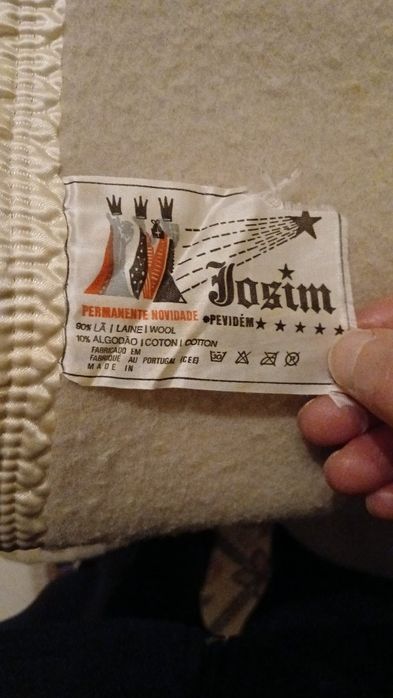 Josim
PERMANENTE NOVIDADE
PEVIDÉM
90% LÃ / LAINE / WOOL
10% ALGODÃO / COTON / COTTON
FABRICADO EM
FABRIQUÉ AU PORTUGAL (CEE)
MADE IN